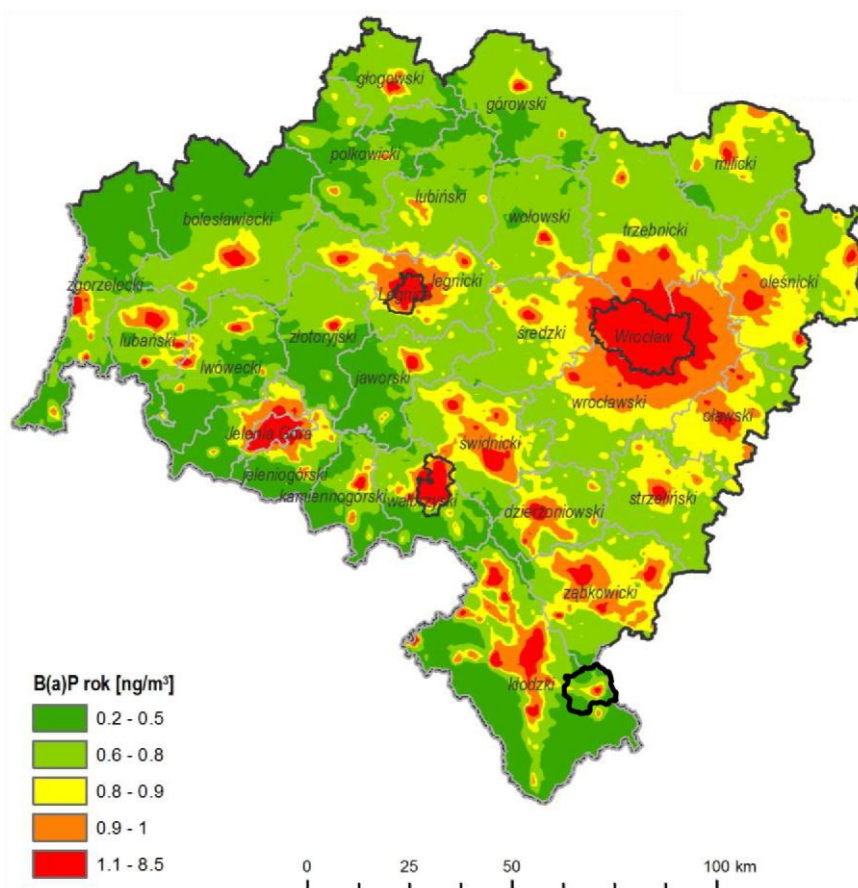 głogowski
górowski
polkowicki
milicki
lubiński
bolesławiecki
wołowski
trzebnicki
zgorzelecki
legnicki
Legnica
oleśnicki
lubański
złotoryjski
średzki
Wrocław
lwówecki
jaworski
wrocławski
oławski
Jelenia Góra
świdnicki
jeleniogórski
kamiennogórski
wałbrzyski
dzierżoniowski
strzeliński
ząbkowicki
kłodzki
B(a)P rok [ng/m³]
0.2 - 0.5
0.6 - 0.8
0.8 - 0.9
0.9 - 1
1.1 - 8.5
0 25 50 100 km